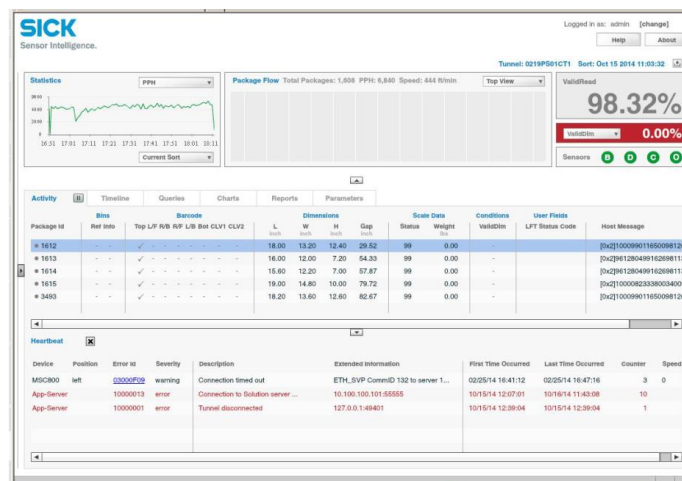 SICK
Sensor Intelligence.
Logged in as: admin [change]
Help About
Tunnel: 0219PS01CT1 Sort: Oct 15 2014 11:03:32
Statistics PPH
16:51 17:01 17:11 17:21 17:31 17:41 17:51 18:01 18:11
Current Sort
Package Flow Total Packages: 1,608 PPH: 6,840 Speed: 444 ft/min Top View
ValidRead
98.32%
ValidDim 0.00%
Sensors B D C O
Activity Timeline Queries Charts Reports Parameters
Bins Barcode Dimensions Scale Data Conditions User Fields
Package Id Ref Info Top L/F R/B R/F L/B Bot CLV1 CLV2 L W H Gap Status Weight ValidDim LFT Status Code Host Message
inch inch inch inch lbs
1612 - - ✓ - - - - - - - 18.00 13.20 12.40 29.52 99 0.00 -
1613 - - ✓ - - - - - - - 16.00 12.00 7.20 54.33 99 0.00 -
1614 - - ✓ - - - - - - - 15.60 12.20 7.00 57.87 99 0.00 -
1615 - - ✓ - - - - - - - 19.00 14.80 10.00 79.72 99 0.00 -
3493 - - ✓ - - - - - - - 18.20 13.60 12.60 82.67 99 0.00 -
Heartbeat
Device Position Error Id Severity Description Extended Information First Time Occurred Last Time Occurred Counter Speed
MSC800 left 03000F09 warning Connection timed out ETH_SVP CommID 132 to server 1... 02/25/14 16:41:12 02/25/14 16:47:16 3 0
App-Server 10000013 error Connection to Solution server ... 10.100.100.101:55555 10/15/14 12:07:01 10/16/14 11:43:08 10
App-Server 10000001 error Tunnel disconnected 127.0.0.1:49401 10/15/14 12:39:04 10/15/14 12:39:04 1